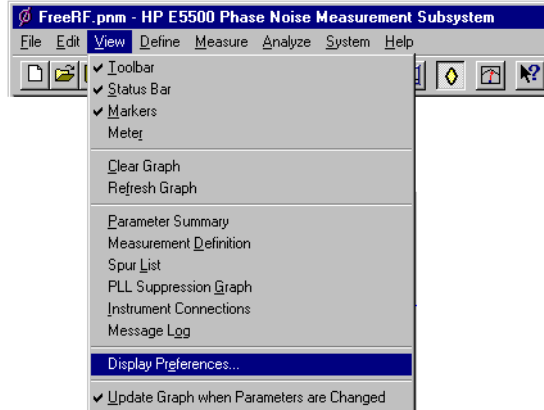 FreeRF.pnm - HP E5500 Phase Noise Measurement Subsystem
File Edit View Define Measure Analyze System Help
✔ Toolbar
✔ Status Bar
✔ Markers
Meter
Clear Graph
Refresh Graph
Parameter Summary
Measurement Definition
Spur List
PLL Suppression Graph
Instrument Connections
Message Log
Display Preferences...
✔ Update Graph when Parameters are Changed